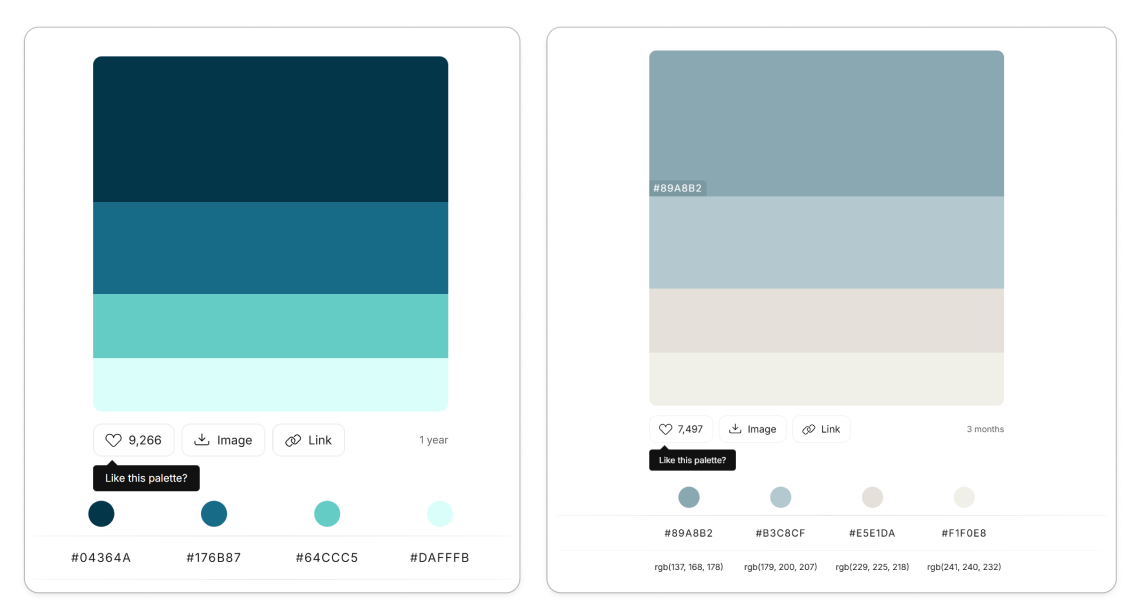 9,266 Image Link 1 year
Like this palette?
#04364A #176B87 #64CCC5 #DAFFFB
#89A8B2
7,497 Image Link 3 months
Like this palette?
#89A8B2 #B3C8CF #E5E1DA #F1F0E8
rgb(137, 168, 178) rgb(179, 200, 207) rgb(229, 225, 218) rgb(241, 240, 232)